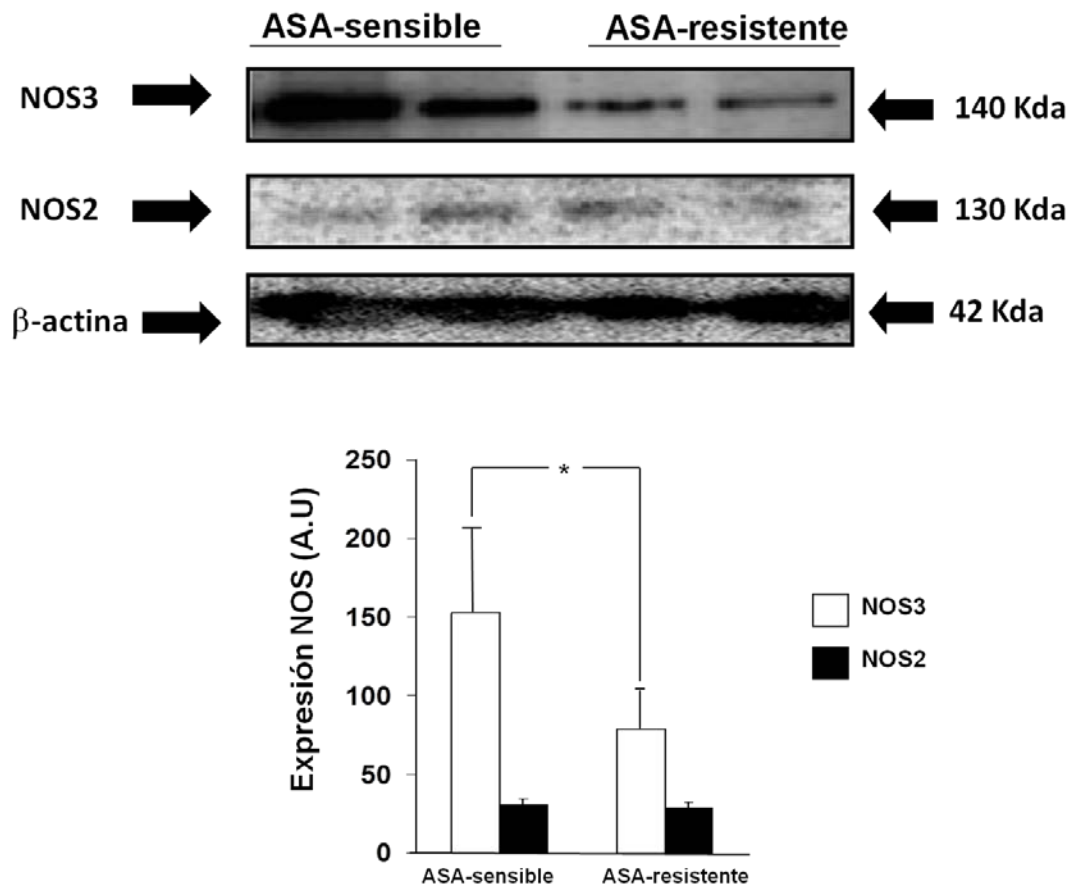 ASA-sensible ASA-resistente
NOS3 140 Kda
NOS2 130 Kda
β-actina 42 Kda
250
200
150
100
50
0
Expresión NOS (A.U)
*
NOS3
NOS2
ASA-sensible ASA-resistente